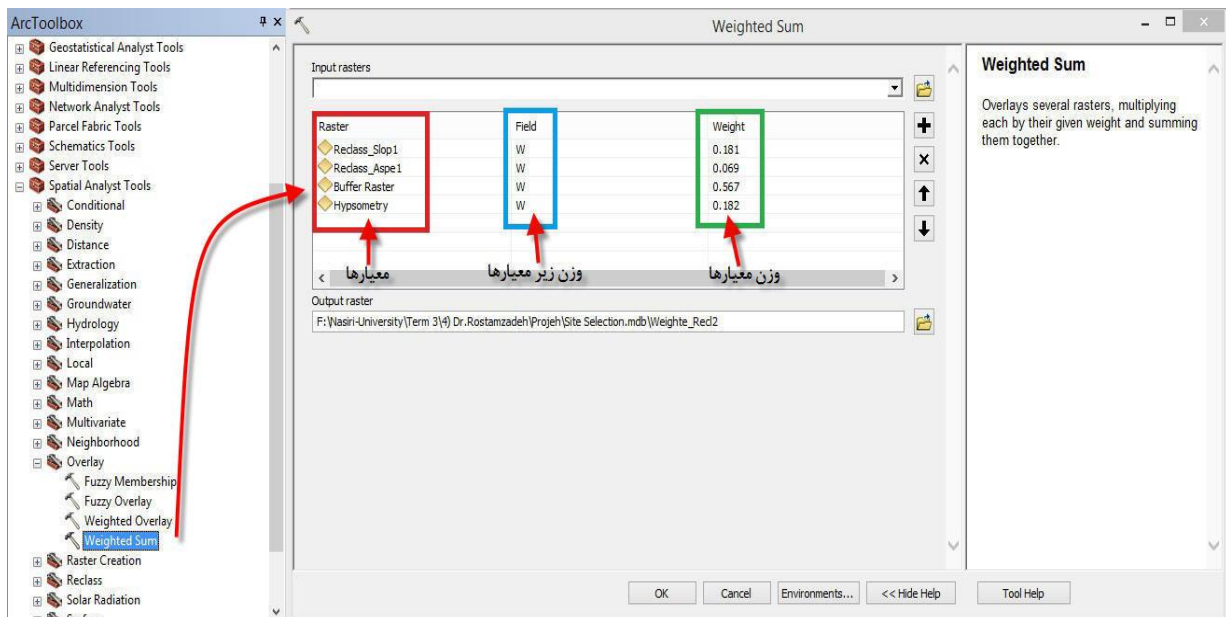 ArcToolbox
Geostatistical Analyst Tools
Linear Referencing Tools
Multidimension Tools
Network Analyst Tools
Parcel Fabric Tools
Schematics Tools
Server Tools
Spatial Analyst Tools
Conditional
Density
Distance
Extraction
Generalization
Groundwater
Hydrology
Interpolation
Local
Map Algebra
Math
Multivariate
Neighborhood
Overlay
Fuzzy Membership
Fuzzy Overlay
Weighted Overlay
Weighted Sum
Raster Creation
Reclass
Solar Radiation
Weighted Sum
Input rasters
Raster Field Weight
Reclass_Slop1 W 0.181
Reclass_Aspe1 W 0.069
Buffer Raster W 0.567
Hypsometry W 0.182
معیارها
وزن زیر معیارها
وزن معیارها
Output raster
F:\Nasiri-University\Term 3\4) Dr.Rostamzadeh\Projeh\Site Selection.mdb\Weighte_Recl2
OK Cancel Environments... << Hide Help Tool Help
Weighted Sum
Overlays several rasters, multiplying
each by their given weight and summing
them together.